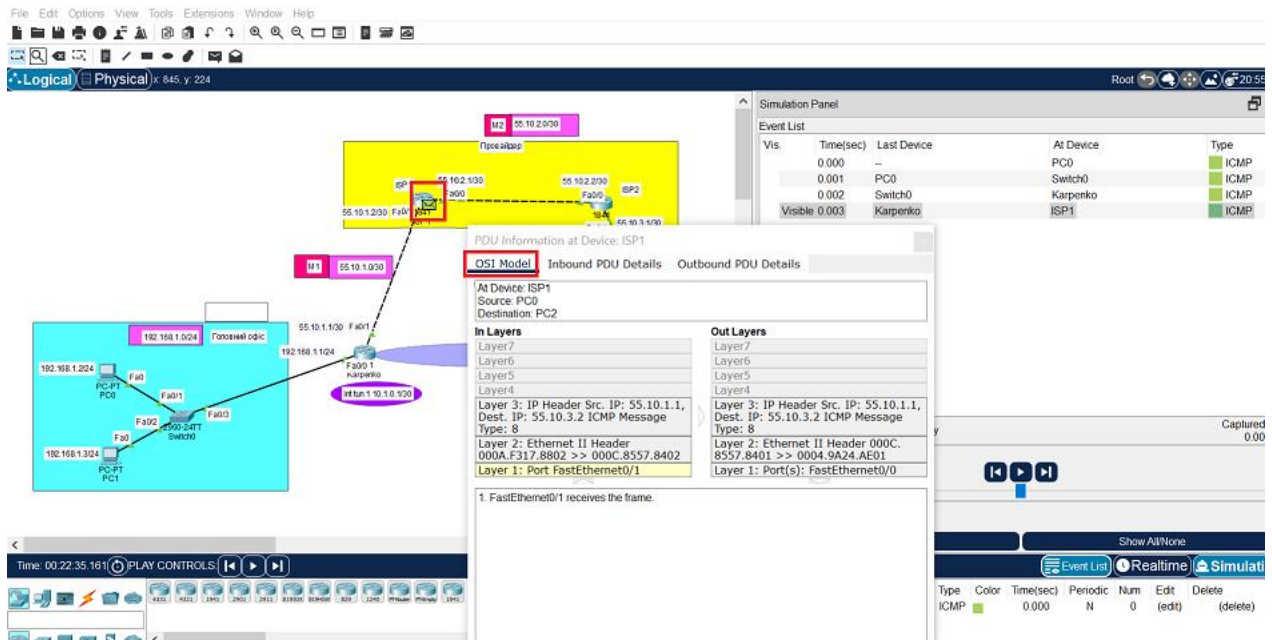 File Edit Options View Tools Extensions Window Help
Logical Physical x: 845, y: 224
Root 20:55
M2 55.10.2.0/30
Провайдер
ISP1 55.10.2.1/30
Fa0/0
55.10.2.2/30
Fa0/0
ISP2
55.10.1.2/30 Fa0/1 1841
1841
55.10.3.1/30
M1 55.10.1.0/30
192.168.1.0/24 Головний офіс
55.10.1.1/30 Fa0/1
192.168.1.1/24
Fa0/0 1
Karpenko
int tun 1 10.1.0.1/30
192.168.1.2/24
Fa0
PC-PT
PC0
Fa0/1
Fa0/3
Fa0/2
2960-24TT
Switch0
Fa0
192.168.1.3/24
PC-PT
PC1
Simulation Panel
Event List
Vis. Time(sec) Last Device At Device Type
0.000 -- PC0 ICMP
0.001 PC0 Switch0 ICMP
0.002 Switch0 Karpenko ICMP
Visible 0.003 Karpenko ISP1 ICMP
PDU Information at Device: ISP1
OSI Model Inbound PDU Details Outbound PDU Details
At Device: ISP1
Source: PC0
Destination: PC2
In Layers
Layer7
Layer6
Layer5
Layer4
Layer 3: IP Header Src. IP: 55.10.1.1,
Dest. IP: 55.10.3.2 ICMP Message
Type: 8
Layer 2: Ethernet II Header
000A.F317.8802 >> 000C.8557.8402
Layer 1: Port FastEthernet0/1
Out Layers
Layer7
Layer6
Layer5
Layer4
Layer 3: IP Header Src. IP: 55.10.1.1,
Dest. IP: 55.10.3.2 ICMP Message
Type: 8
Layer 2: Ethernet II Header 000C.
8557.8401 >> 0004.9A24.AE01
Layer 1: Port(s): FastEthernet0/0
1. FastEthernet0/1 receives the frame.
Captured
0.00
Show All/None
Time: 00:22:35.161 PLAY CONTROLS:
Event List Realtime Simulati
4331 4321 1941 2901 2911 819HGW 829 1240 1941
Type Color Time(sec) Periodic Num Edit Delete
ICMP 0.000 N 0 (edit) (delete)